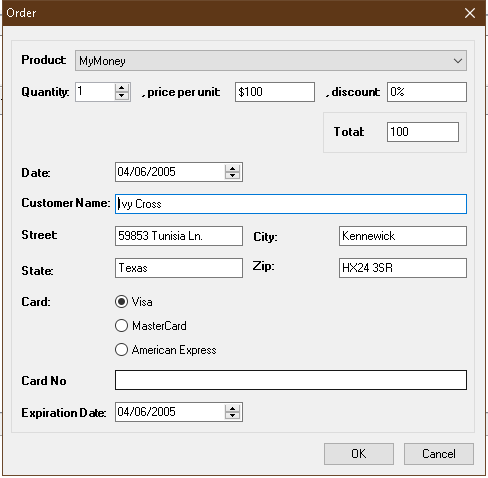 Order
Product: MyMoney
Quantity: 1 , price per unit: $100 , discount: 0%
Total: 100
Date: 04/06/2005
Customer Name: Ivy Cross
Street: 59853 Tunisia Ln. City: Kennewick
State: Texas Zip: HX24 3SR
Card: Visa
MasterCard
American Express
Card No
Expiration Date: 04/06/2005
OK Cancel